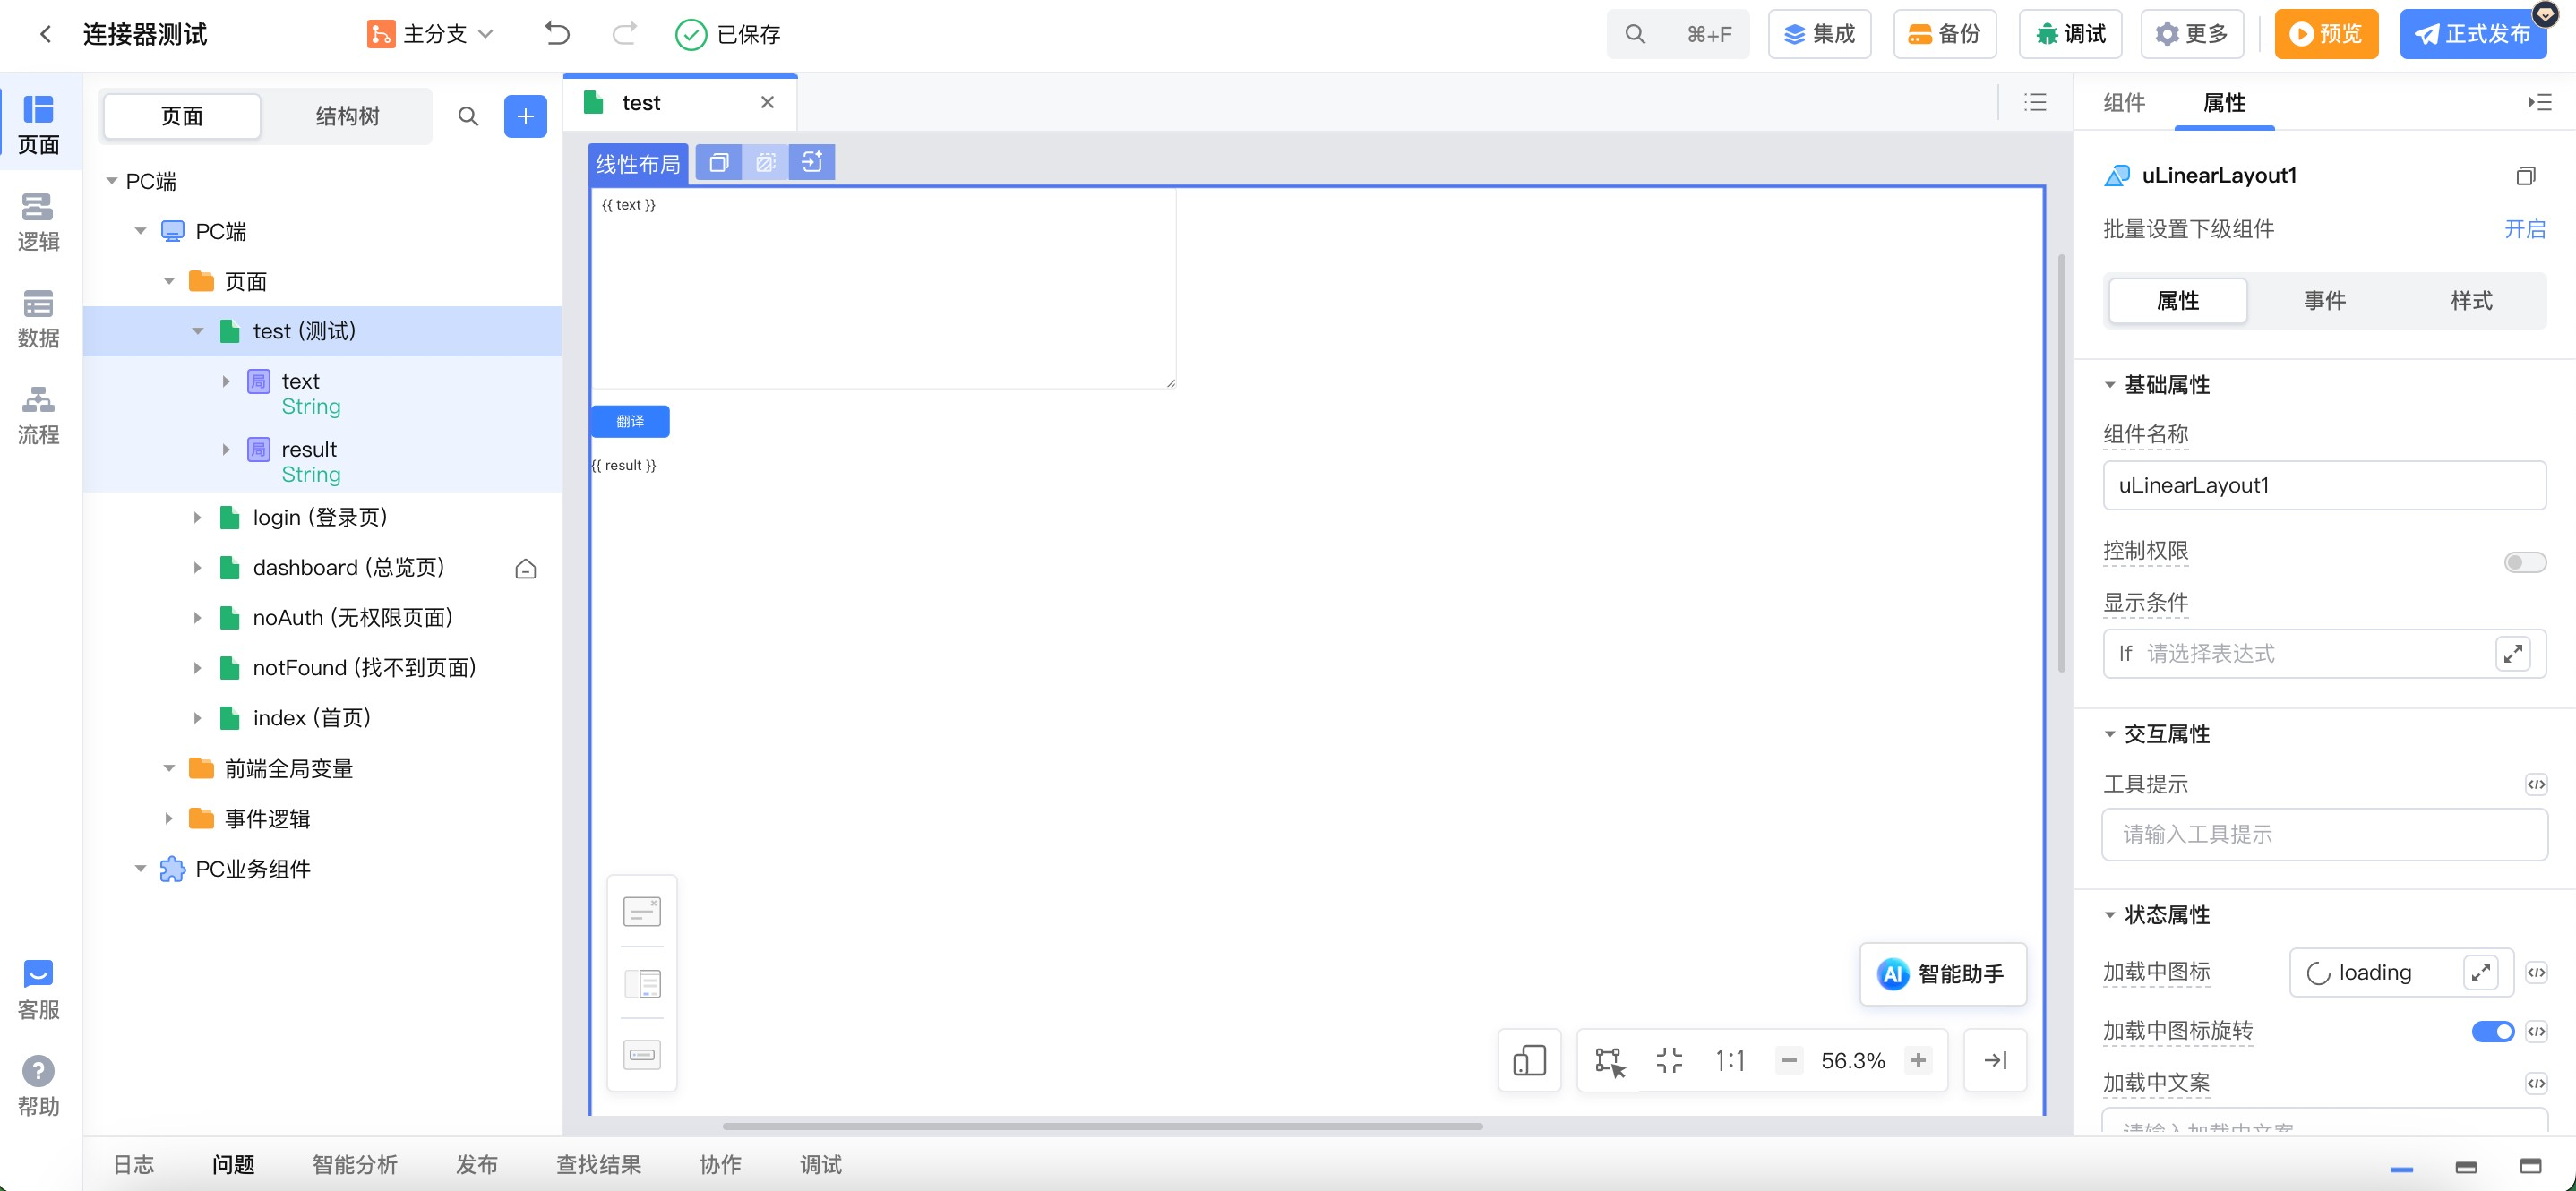 连接器测试
主分支
已保存
⌘+F
集成
备份
调试
更多
预览
正式发布
页面
逻辑
数据
流程
客服
帮助
页面
结构树
PC端
PC端
页面
test (测试)
局 text
String
局 result
String
login (登录页)
dashboard (总览页)
noAuth (无权限页面)
notFound (找不到页面)
index (首页)
前端全局变量
事件逻辑
PC业务组件
test
线性布局
{{ text }}
翻译
{{ result }}
AI 智能助手
1:1
56.3%
组件
属性
uLinearLayout1
批量设置下级组件
开启
属性
事件
样式
基础属性
组件名称
uLinearLayout1
控制权限
显示条件
If 请选择表达式
交互属性
工具提示
请输入工具提示
状态属性
加载中图标
loading
加载中图标旋转
加载中文案
请输入加载中文案
日志
问题
智能分析
发布
查找结果
协作
调试